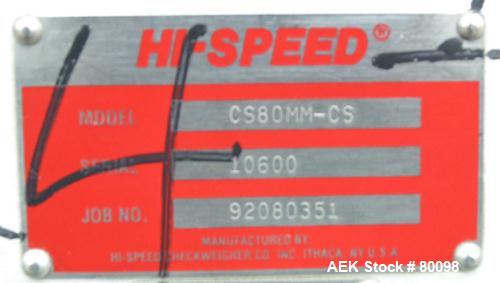 HI-SPEED®
MODEL CS80MM-CS
SERIAL 10600
JOB NO. 92080351
MANUFACTURED BY:
HI-SPEED CHECKWEIGHER CO. INC. ITHACA, NY U.S.A.
4
AEK Stock # 80098